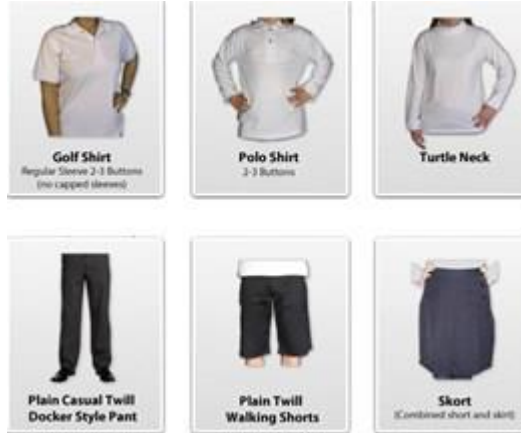 Golf Shirt
Regular Sleeve 2-3 Buttons
(no capped sleeves)
Polo Shirt
2-3 Buttons
Turtle Neck
Plain Casual Twill
Docker Style Pant
Plain Twill
Walking Shorts
Skort
(Combined short and skirt)